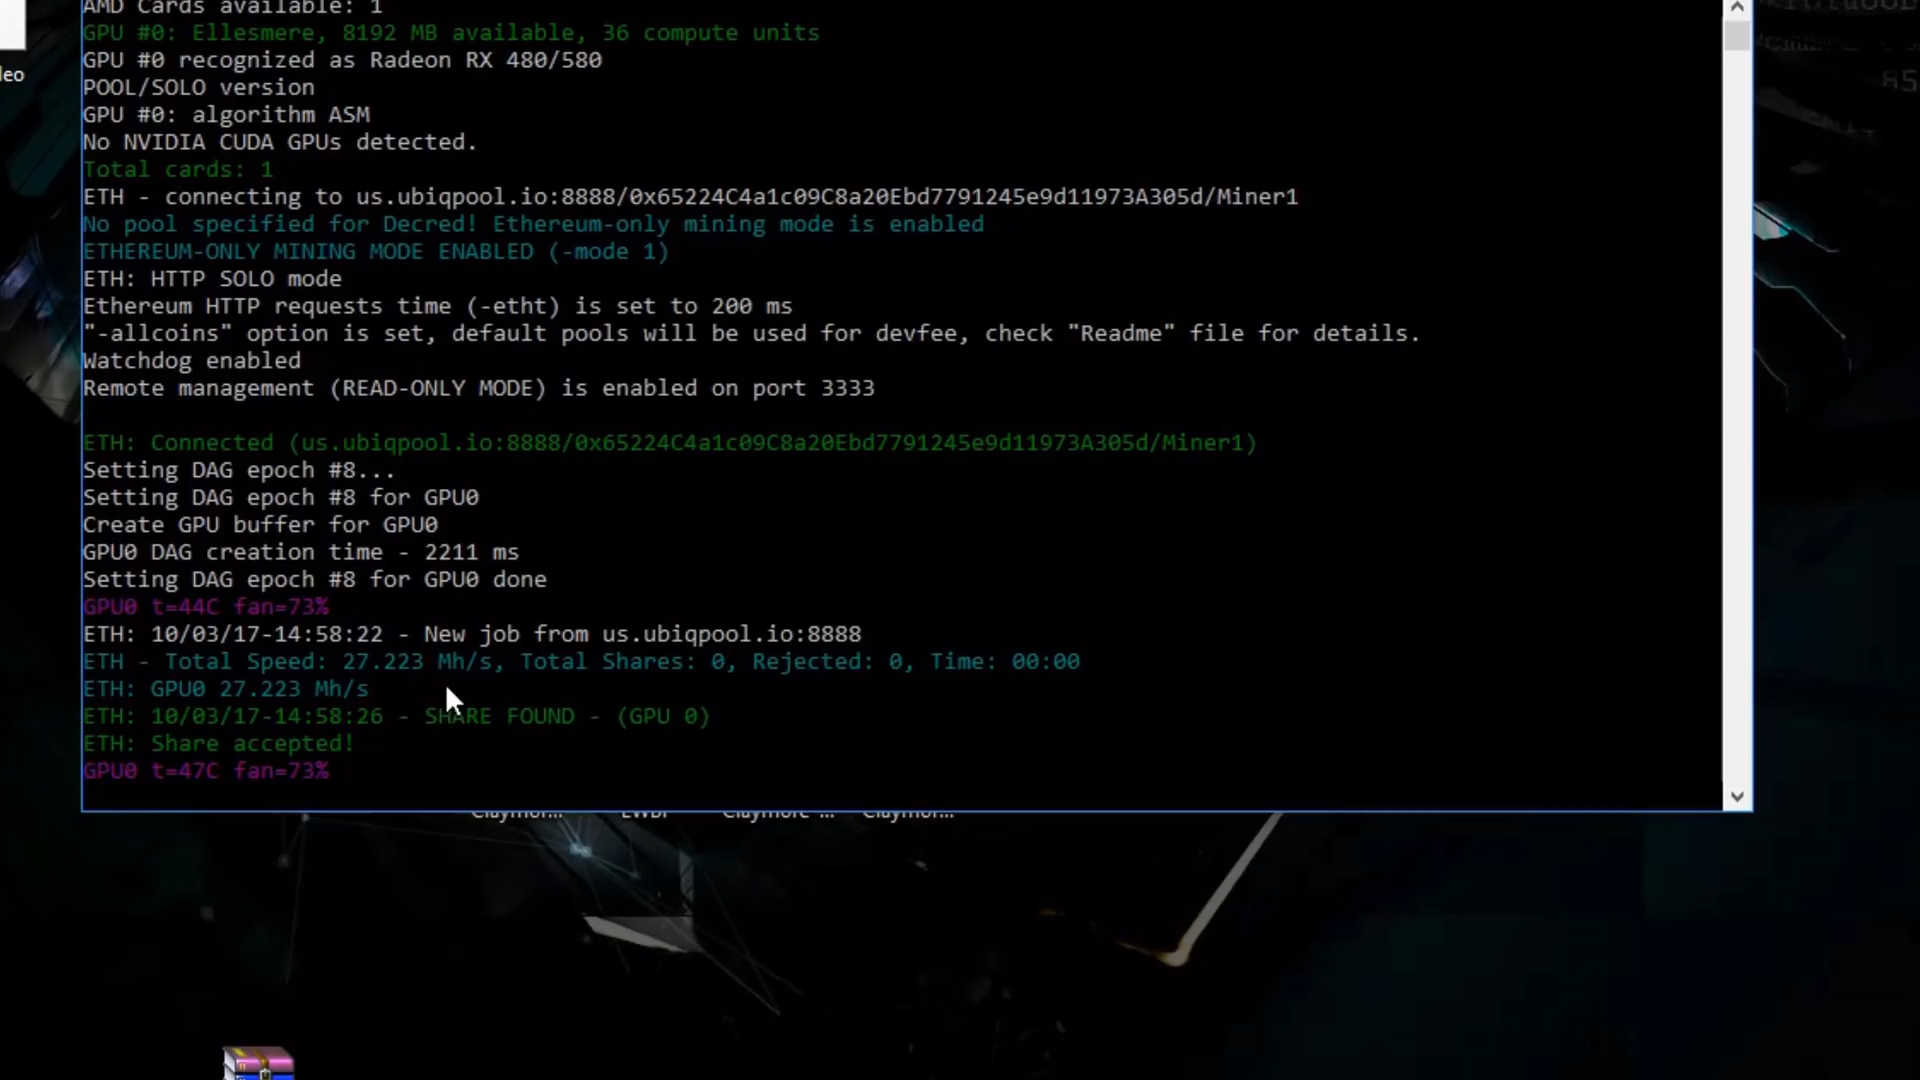 AMD Cards available: 1
GPU #0: Ellesmere, 8192 MB available, 36 compute units
GPU #0 recognized as Radeon RX 480/580
POOL/SOLO version
GPU #0: algorithm ASM
No NVIDIA CUDA GPUs detected.
Total cards: 1
ETH - connecting to us.ubiqpool.io:8888/0x65224C4a1c09C8a20Ebd7791245e9d11973A305d/Miner1
No pool specified for Decred! Ethereum-only mining mode is enabled
ETHEREUM-ONLY MINING MODE ENABLED (-mode 1)
ETH: HTTP SOLO mode
Ethereum HTTP requests time (-etht) is set to 200 ms
"-allcoins" option is set, default pools will be used for devfee, check "Readme" file for details.
Watchdog enabled
Remote management (READ-ONLY MODE) is enabled on port 3333
ETH: Connected (us.ubiqpool.io:8888/0x65224C4a1c09C8a20Ebd7791245e9d11973A305d/Miner1)
Setting DAG epoch #8...
Setting DAG epoch #8 for GPU0
Create GPU buffer for GPU0
GPU0 DAG creation time - 2211 ms
Setting DAG epoch #8 for GPU0 done
GPU0 t=44C fan=73%
ETH: 10/03/17-14:58:22 - New job from us.ubiqpool.io:8888
ETH - Total Speed: 27.223 Mh/s, Total Shares: 0, Rejected: 0, Time: 00:00
ETH: GPU0 27.223 Mh/s
ETH: 10/03/17-14:58:26 - SHARE FOUND - (GPU 0)
ETH: Share accepted!
GPU0 t=47C fan=73%